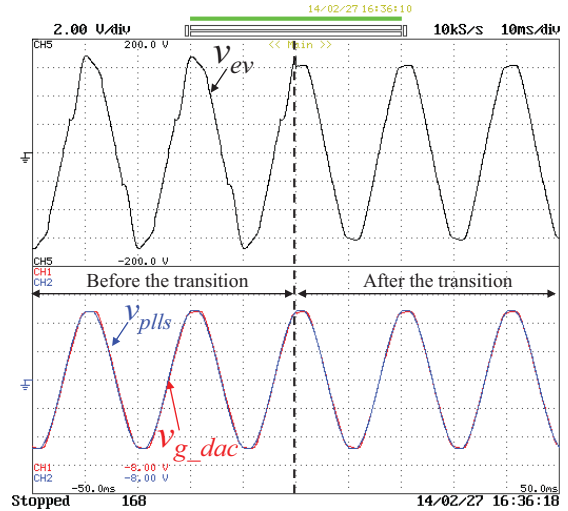 14/02/27 16:36:10
2.00 V/div 10kS/s 10ms/div
CH5 200.0 V << Main >>
v_ev
CH5 -200.0 V
CH1
CH2
Before the transition After the transition
v_plls
v_g_dac
CH1 -8.00 V
CH2 -8.00 V
-50.0ms 50.0ms
Stopped 168 14/02/27 16:36:18